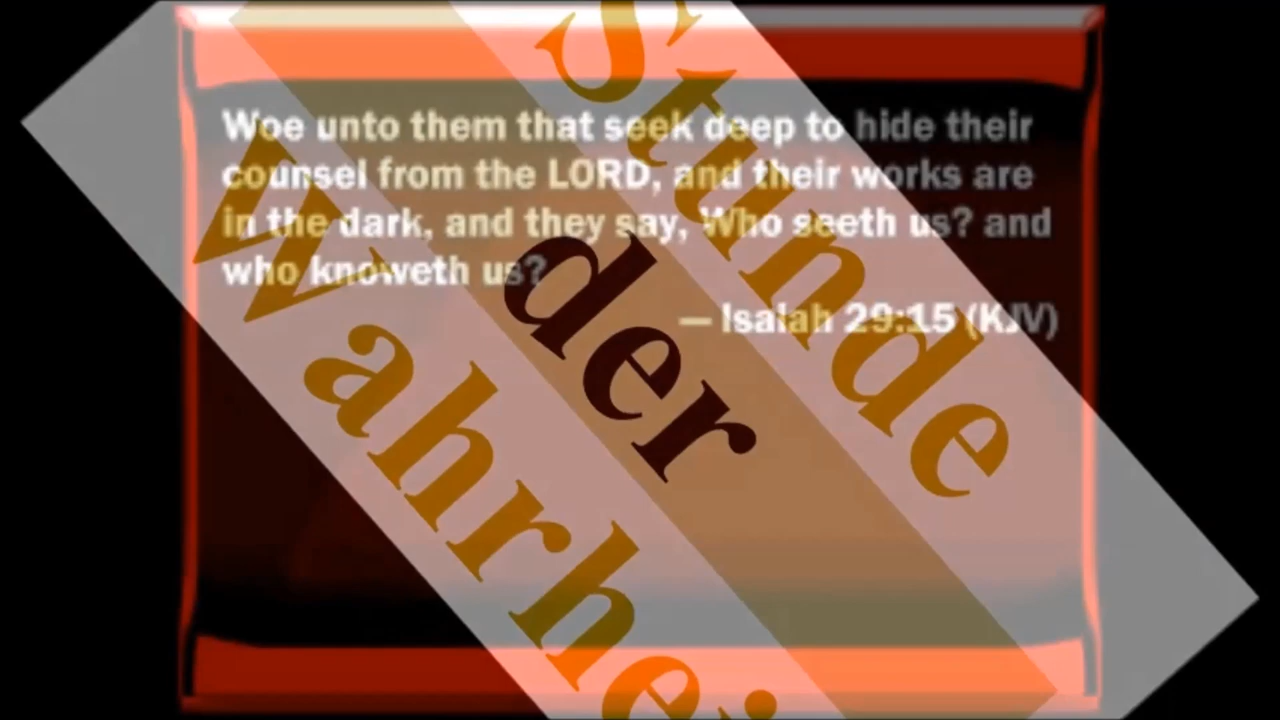 Woe unto them that seek deep to hide their
counsel from the LORD, and their works are
in the dark, and they say, Who seeth us? and
who knoweth us?
— Isaiah 29:15 (KJV)
Stunde
der
Wahrhei